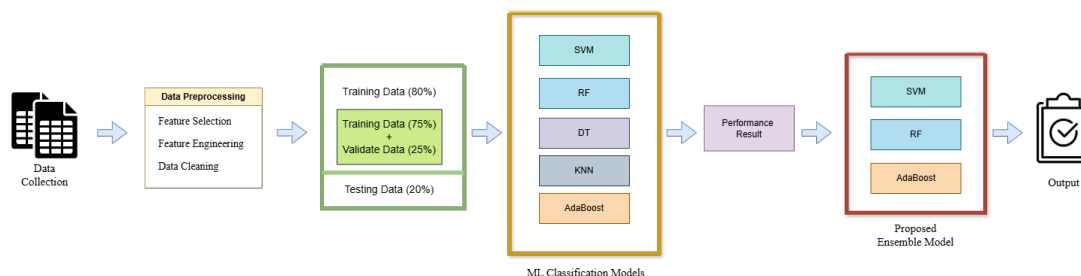 Data
Collection
Data Preprocessing
Feature Selection
Feature Engineering
Data Cleaning
Training Data (80%)
Training Data (75%)
+
Validate Data (25%)
Testing Data (20%)
SVM
RF
DT
KNN
AdaBoost
ML Classification Models
Performance
Result
SVM
RF
AdaBoost
Proposed
Ensemble Model
Output